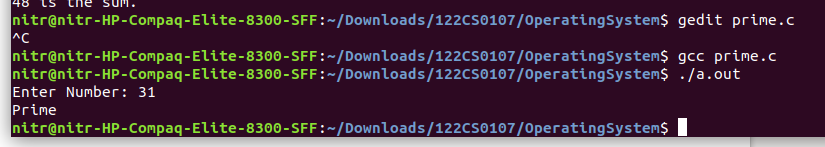 48 is the sum.
nitr@nitr-HP-Compaq-Elite-8300-SFF:~/Downloads/122CS0107/OperatingSystem$ gedit prime.c
^C
nitr@nitr-HP-Compaq-Elite-8300-SFF:~/Downloads/122CS0107/OperatingSystem$ gcc prime.c
nitr@nitr-HP-Compaq-Elite-8300-SFF:~/Downloads/122CS0107/OperatingSystem$ ./a.out
Enter Number: 31
Prime
nitr@nitr-HP-Compaq-Elite-8300-SFF:~/Downloads/122CS0107/OperatingSystem$